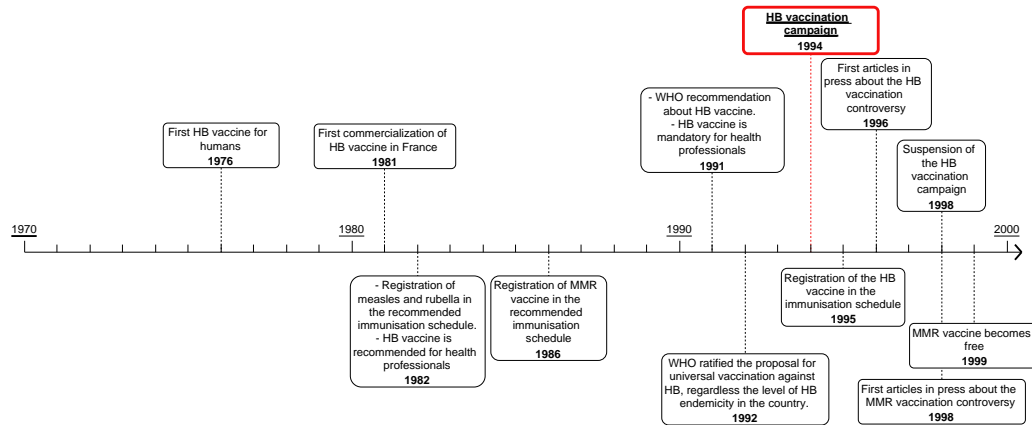 HB vaccination
campaign
1994
First articles in
press about the HB
vaccination
controversy
1996
- WHO recommendation
about HB vaccine.
- HB vaccine is
mandatory for health
professionals
1991
First HB vaccine for
humans
1976
First commercialization of
HB vaccine in France
1981
Suspension of
the HB
vaccination
campaign
1998
1970
1980
1990
2000
- Registration of
measles and rubella in
the recommended
immunisation schedule.
- HB vaccine is
recommended for health
professionals
1982
Registration of MMR
vaccine in the
recommended
immunisation
schedule
1986
Registration of the HB
vaccine in the
immunisation schedule
1995
MMR vaccine becomes
free
1999
WHO ratified the proposal for
universal vaccination against
HB, regardless the level of HB
endemicity in the country.
1992
First articles in press about the
MMR vaccination controversy
1998